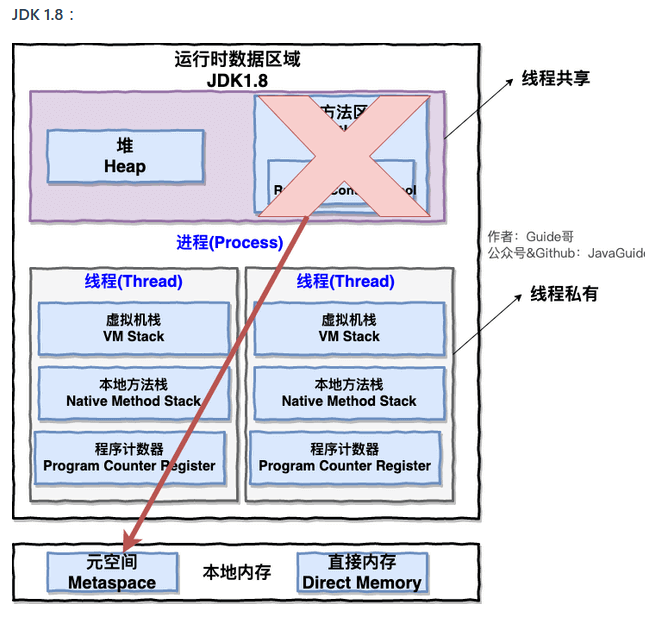 JDK 1.8 ：
运行时数据区域
JDK1.8
线程共享
堆
Heap
方法区
进程(Process)
作者：Guide哥
公众号&Github：JavaGuide
线程(Thread)
线程(Thread)
线程私有
虚拟机栈
VM Stack
虚拟机栈
VM Stack
本地方法栈
Native Method Stack
本地方法栈
Native Method Stack
程序计数器
Program Counter Register
程序计数器
Program Counter Register
元空间
Metaspace
本地内存
直接内存
Direct Memory